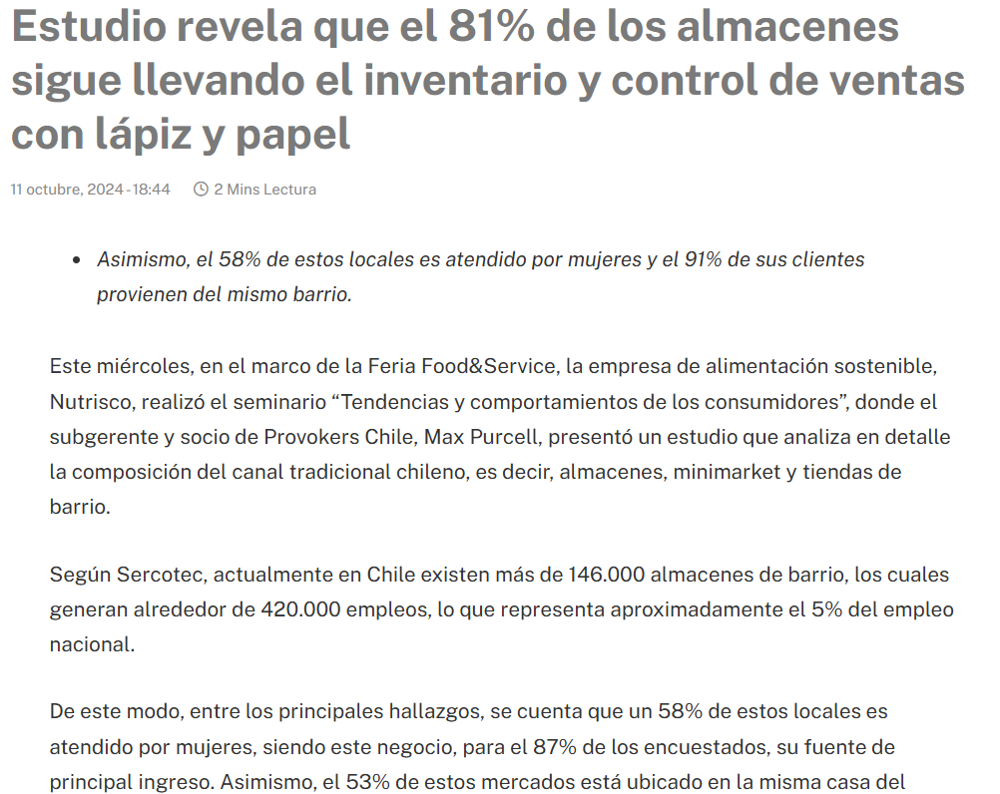 Estudio revela que el 81% de los almacenes
sigue llevando el inventario y control de ventas
con lápiz y papel
11 octubre, 2024 - 18:44 2 Mins Lectura
• Asimismo, el 58% de estos locales es atendido por mujeres y el 91% de sus clientes
provienen del mismo barrio.
Este miércoles, en el marco de la Feria Food&Service, la empresa de alimentación sostenible,
Nutrisco, realizó el seminario “Tendencias y comportamientos de los consumidores”, donde el
subgerente y socio de Provokers Chile, Max Purcell, presentó un estudio que analiza en detalle
la composición del canal tradicional chileno, es decir, almacenes, minimarket y tiendas de
barrio.
Según Sercotec, actualmente en Chile existen más de 146.000 almacenes de barrio, los cuales
generan alrededor de 420.000 empleos, lo que representa aproximadamente el 5% del empleo
nacional.
De este modo, entre los principales hallazgos, se cuenta que un 58% de estos locales es
atendido por mujeres, siendo este negocio, para el 87% de los encuestados, su fuente de
principal ingreso. Asimismo, el 53% de estos mercados está ubicado en la misma casa del